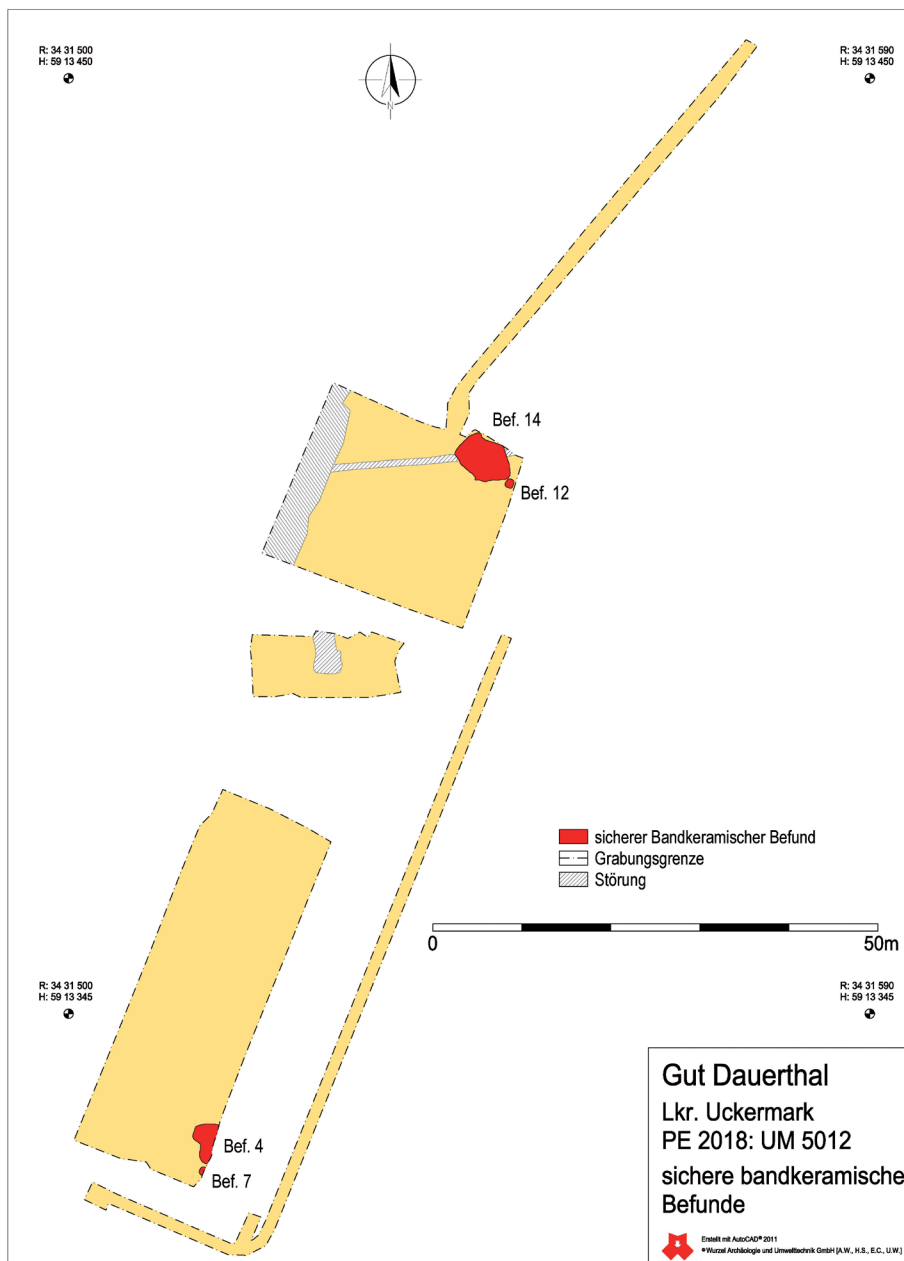 R: 34 31 500
H: 59 13 450
R: 34 31 590
H: 59 13 450
N
Bef. 14
Bef. 12
sicherer Bandkeramischer Befund
Grabungsgrenze
Störung
0
50m
R: 34 31 500
H: 59 13 345
R: 34 31 590
H: 59 13 345
Bef. 4
Bef. 7
Gut Dauerthal
Lkr. Uckermark
PE 2018: UM 5012
sichere bandkeramische
Befunde
Erstellt mit AutoCAD® 2011
Wurzel Archäologie und Umwelttechnik GmbH [A.W., H.S., E.C., U.W.]